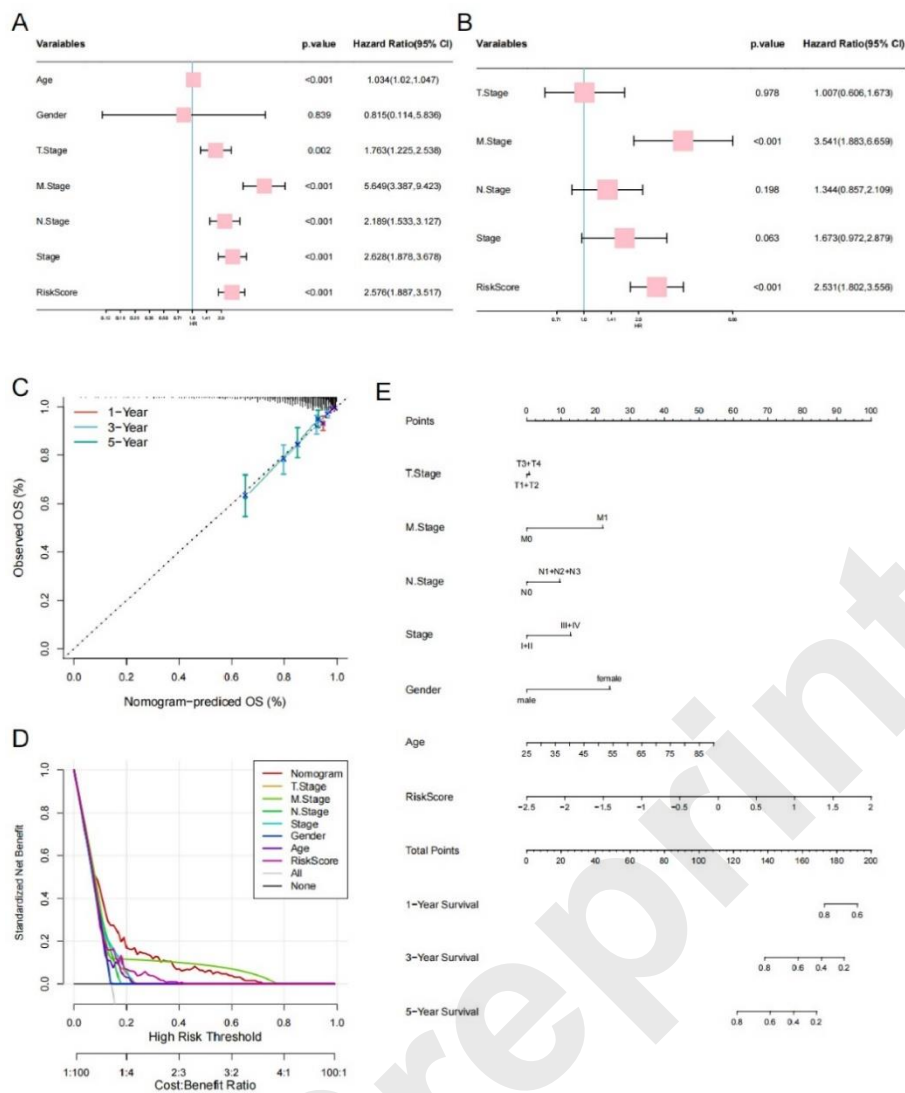 A
Varaiables p.value Hazard Ratio(95% CI)
Age <0.001 1.034(1.02,1.047)
Gender 0.839 0.815(0.114,5.836)
T.Stage 0.002 1.763(1.225,2.538)
M.Stage <0.001 5.649(3.387,9.423)
N.Stage <0.001 2.189(1.533,3.127)
Stage <0.001 2.628(1.878,3.678)
RiskScore <0.001 2.576(1.887,3.517)
HR
B
Varaiables p.value Hazard Ratio(95% CI)
T.Stage 0.978 1.007(0.606,1.673)
M.Stage <0.001 3.541(1.883,6.659)
N.Stage 0.198 1.344(0.857,2.109)
Stage 0.063 1.673(0.972,2.879)
RiskScore <0.001 2.531(1.802,3.556)
0.71 1.0 1.41 2.0
HR
C
1-Year
3-Year
5-Year
Observed OS (%)
1.0
0.8
0.6
0.4
0.2
0.0
0.0 0.2 0.4 0.6 0.8 1.0
Nomogram-prediced OS (%)
D
Nomogram
T.Stage
M.Stage
N.Stage
Stage
Gender
Age
RiskScore
All
None
Standardized Net Benefit
1.0
0.8
0.6
0.4
0.2
0.0
0.0 0.2 0.4 0.6 0.8 1.0
High Risk Threshold
1:100 1:4 2:3 3:2 4:1 100:1
Cost:Benefit Ratio
E
Points 0 10 20 30 40 50 60 70 80 90 100
T3+T4
T.Stage
T1+T2
M1
M.Stage
M0
N1+N2+N3
N.Stage
N0
III+IV
Stage
I+II
female
Gender
male
Age
25 35 45 55 65 75 85
RiskScore
−2.5 −2 −1.5 −1 −0.5 0 0.5 1 1.5 2
Total Points
0 20 40 60 80 100 120 140 160 180 200
1-Year Survival
0.8 0.6
3-Year Survival
0.8 0.6 0.4 0.2
5-Year Survival
0.8 0.6 0.4 0.2
reprint